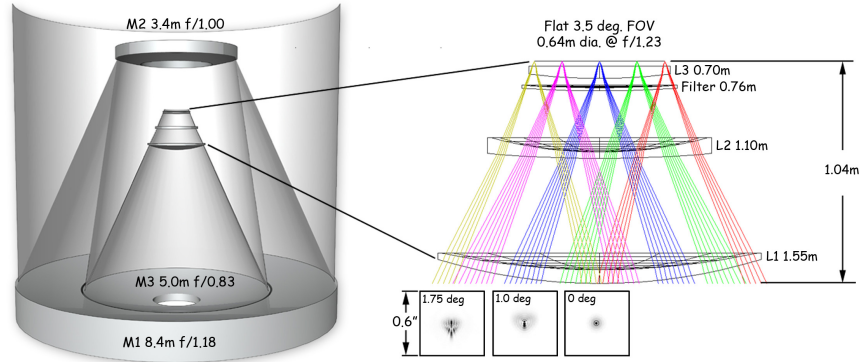 M2 3.4m f/1.00
M3 5.0m f/0.83
M1 8.4m f/1.18
Flat 3.5 deg. FOV
0.64m dia. @ f/1.23
L3 0.70m
Filter 0.76m
L2 1.10m
1.04m
L1 1.55m
0.6"
1.75 deg
1.0 deg
0 deg